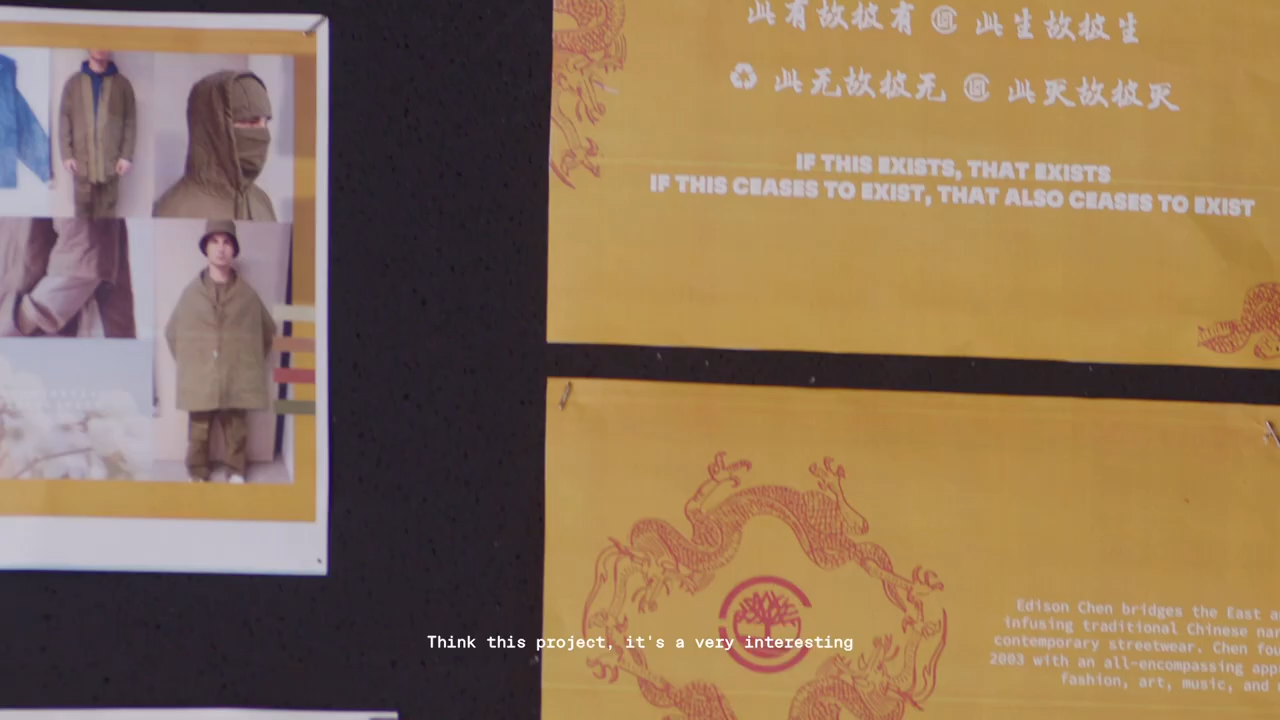 此有故彼有 此生故彼生
此无故彼无 此灭故彼灭
IF THIS EXISTS, THAT EXISTS
IF THIS CEASES TO EXIST, THAT ALSO CEASES TO EXIST
Edison Chen bridges the East a
infusing traditional Chinese nar
contemporary streetwear. Chen fou
2003 with an all-encompassing app
fashion, art, music, and
Think this project, it's a very interesting